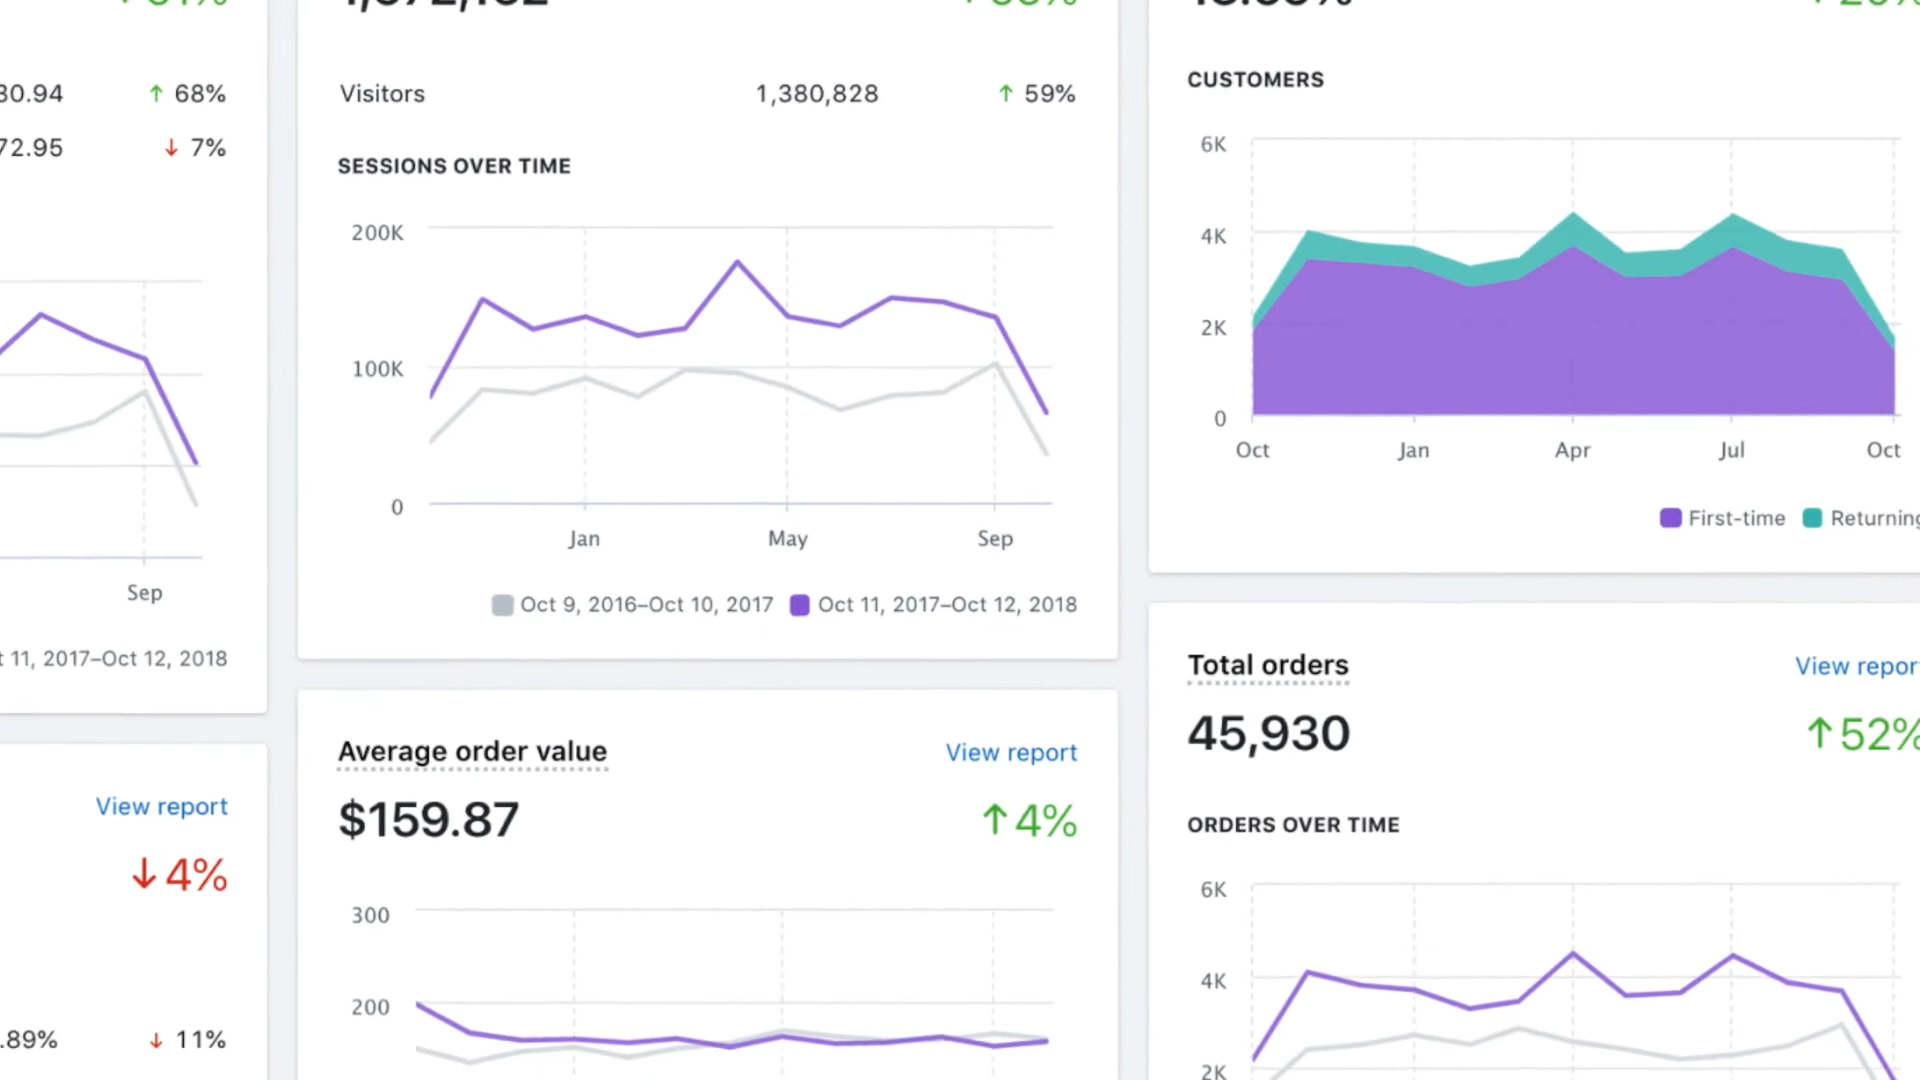 30.94 ↑ 68%
72.95 ↓ 7%
Sep
11, 2017–Oct 12, 2018
View report
↓4%
.89% ↓ 11%
Visitors 1,380,828 ↑ 59%
SESSIONS OVER TIME
200K
100K
0
Jan May Sep
Oct 9, 2016–Oct 10, 2017 Oct 11, 2017–Oct 12, 2018
Average order value View report
$159.87 ↑4%
300
200
CUSTOMERS
6K
4K
2K
0
Oct Jan Apr Jul Oct
First-time Returning
Total orders View report
45,930 ↑52%
ORDERS OVER TIME
6K
4K
2K